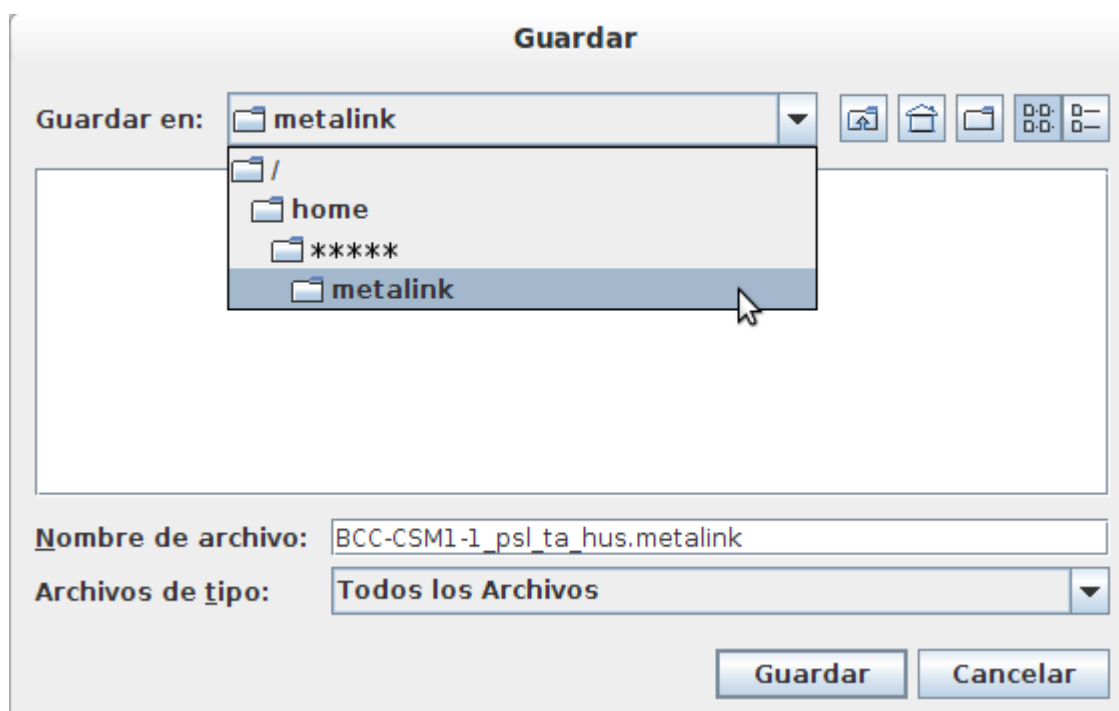 Guardar
Guardar en: metalink
/
home
*****
metalink
Nombre de archivo: BCC-CSM1-1_psl_ta_hus.metalink
Archivos de tipo: Todos los Archivos
Guardar Cancelar